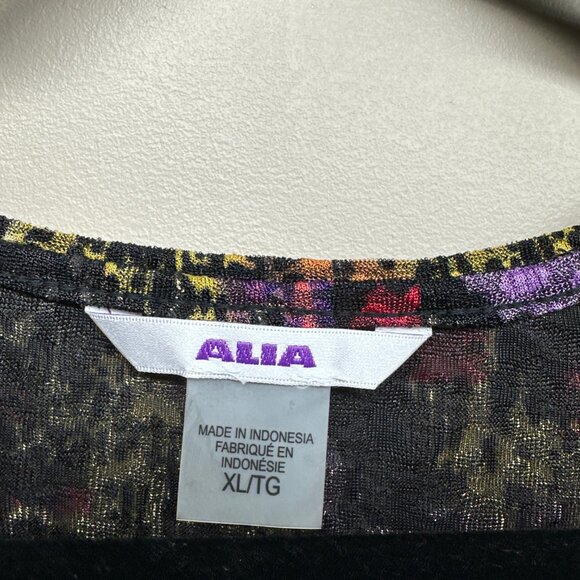 ALIA
MADE IN INDONESIA
FABRIQUÉ EN
INDONÉSIE
XL/TG